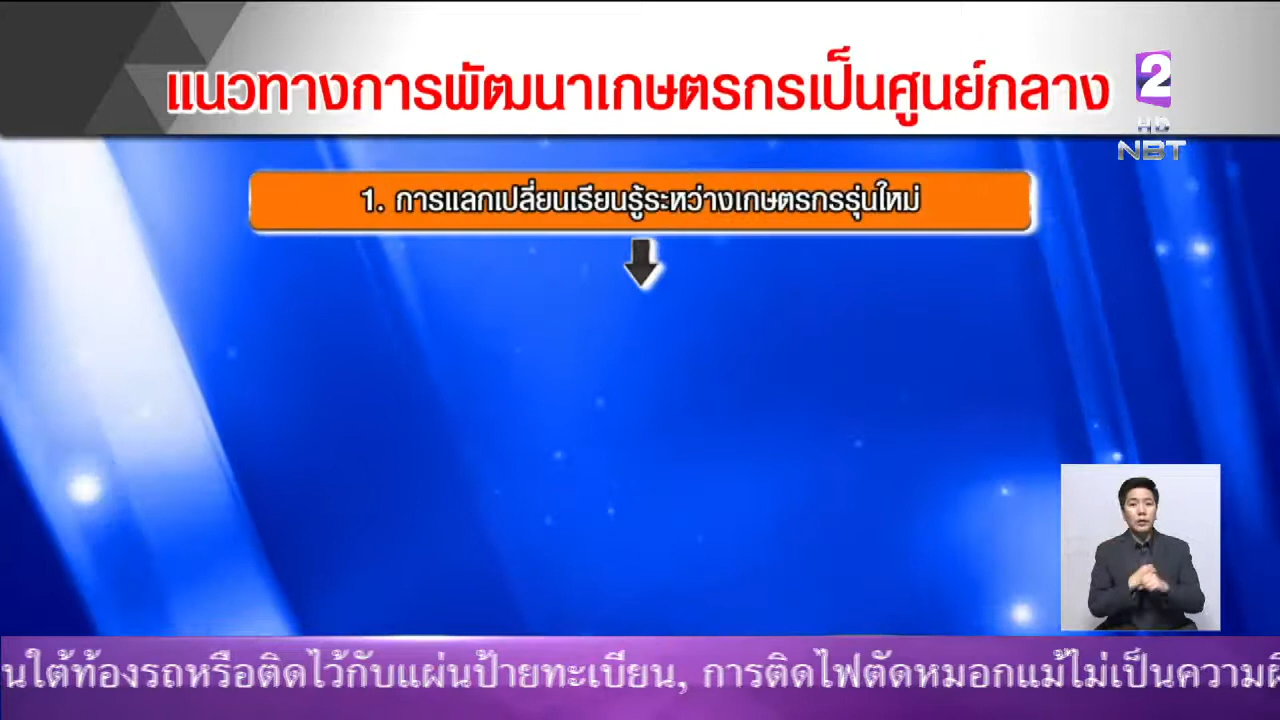 แนวทางการพัฒนาเกษตรกรเป็นศูนย์กลาง
2
HD
NBT
1. การแลกเปลี่ยนเรียนรู้ระหว่างเกษตรกรรุ่นใหม่
นใต้ท้องรถหรือติดไว้กับแผ่นป้ายทะเบียน, การติดไฟตัดหมอกแม้ไม่เป็นความผิ